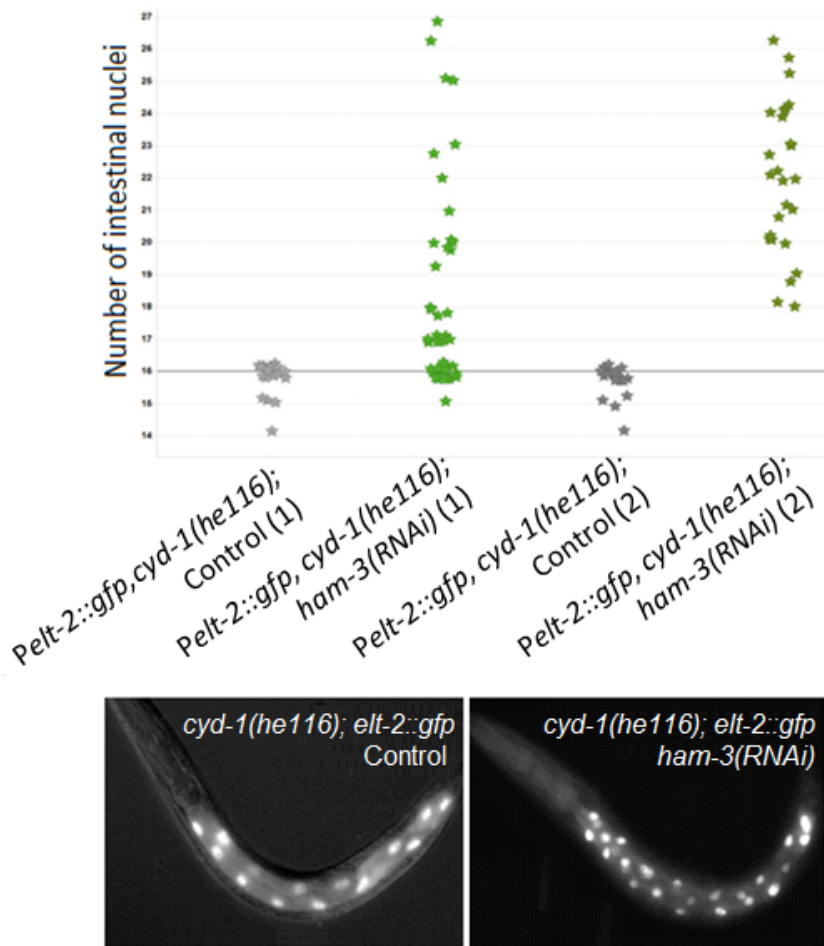 Number of intestinal nuclei
27
26
25
24
23
22
21
20
19
18
17
16
15
14
Pelt-2::gfp,cyd-1(he116);
Control (1)
Pelt-2::gfp, cyd-1(he116);
ham-3(RNAi) (1)
Pelt-2::gfp, cyd-1(he116);
Control (2)
Pelt-2::gfp, cyd-1(he116);
ham-3(RNAi) (2)
cyd-1(he116); elt-2::gfp
Control
cyd-1(he116); elt-2::gfp
ham-3(RNAi)